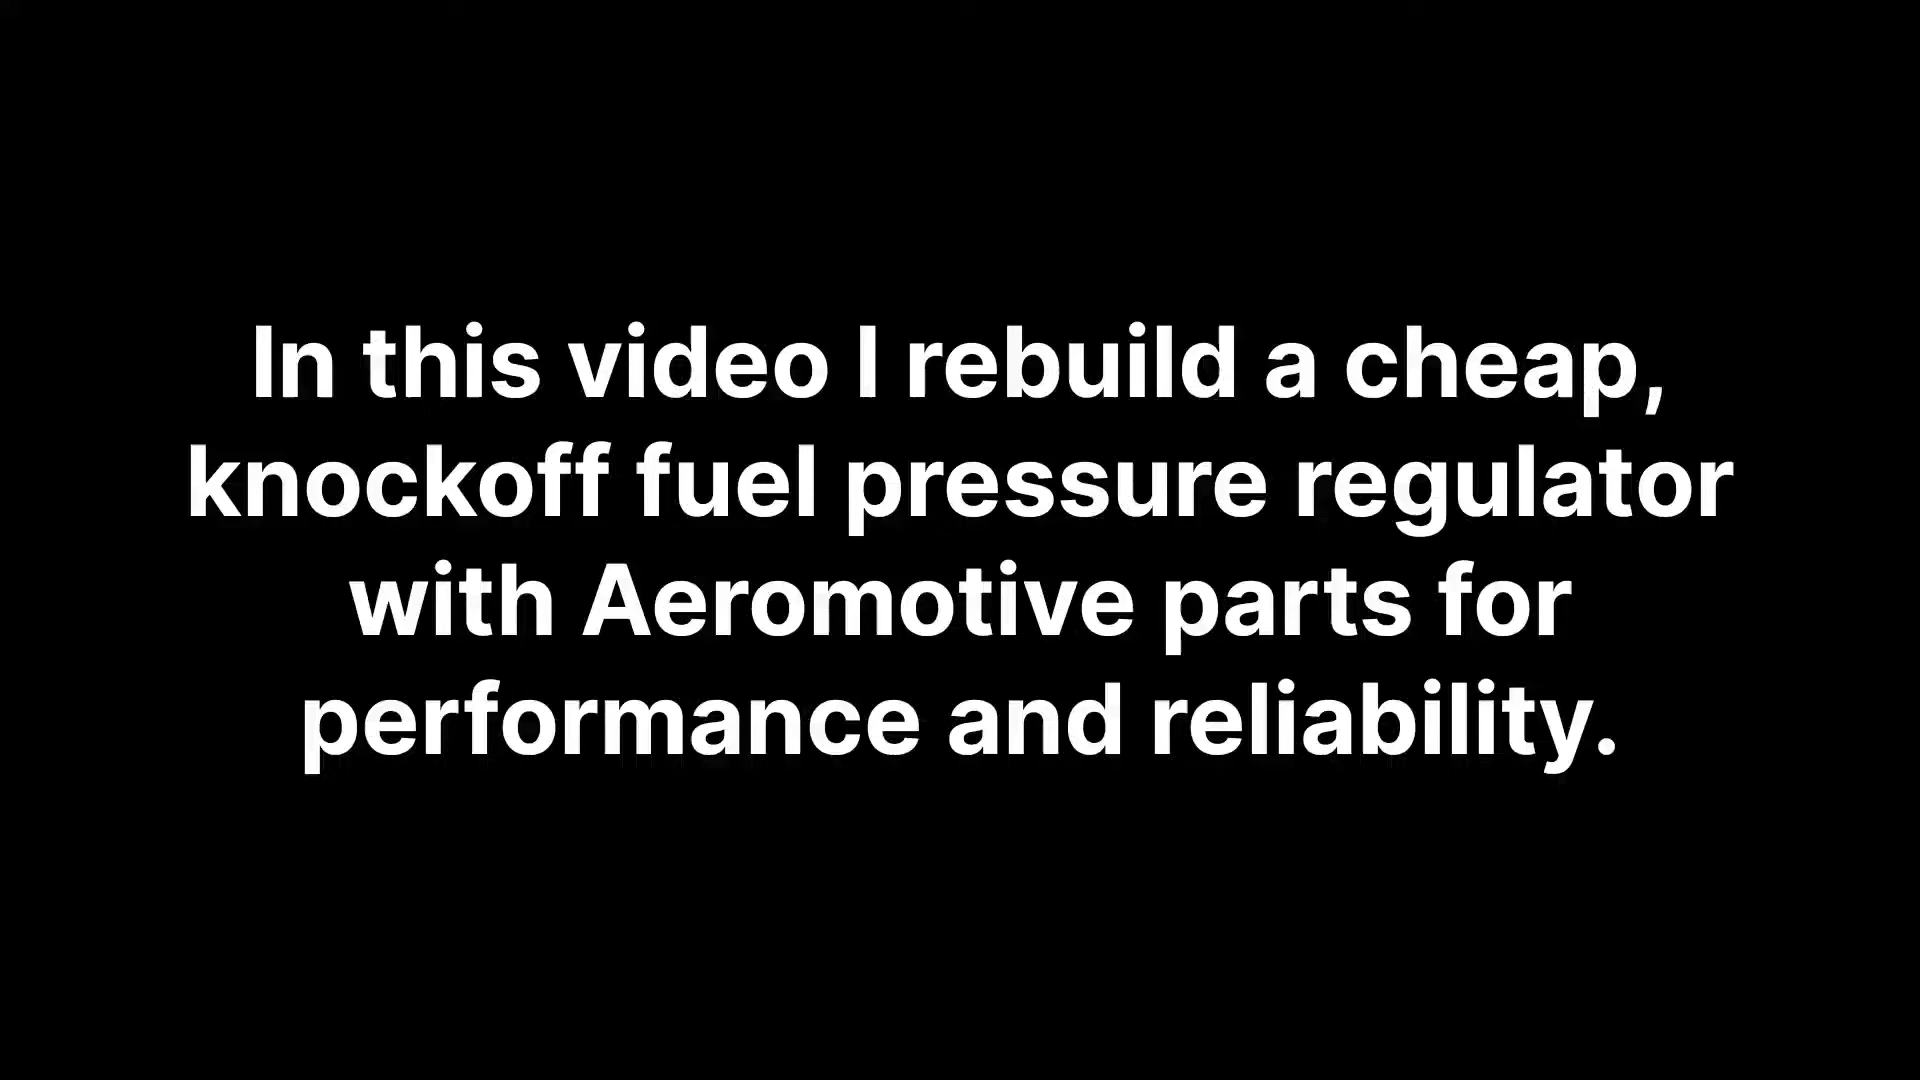 In this video I rebuild a cheap,
knockoff fuel pressure regulator
with Aeromotive parts for
performance and reliability.